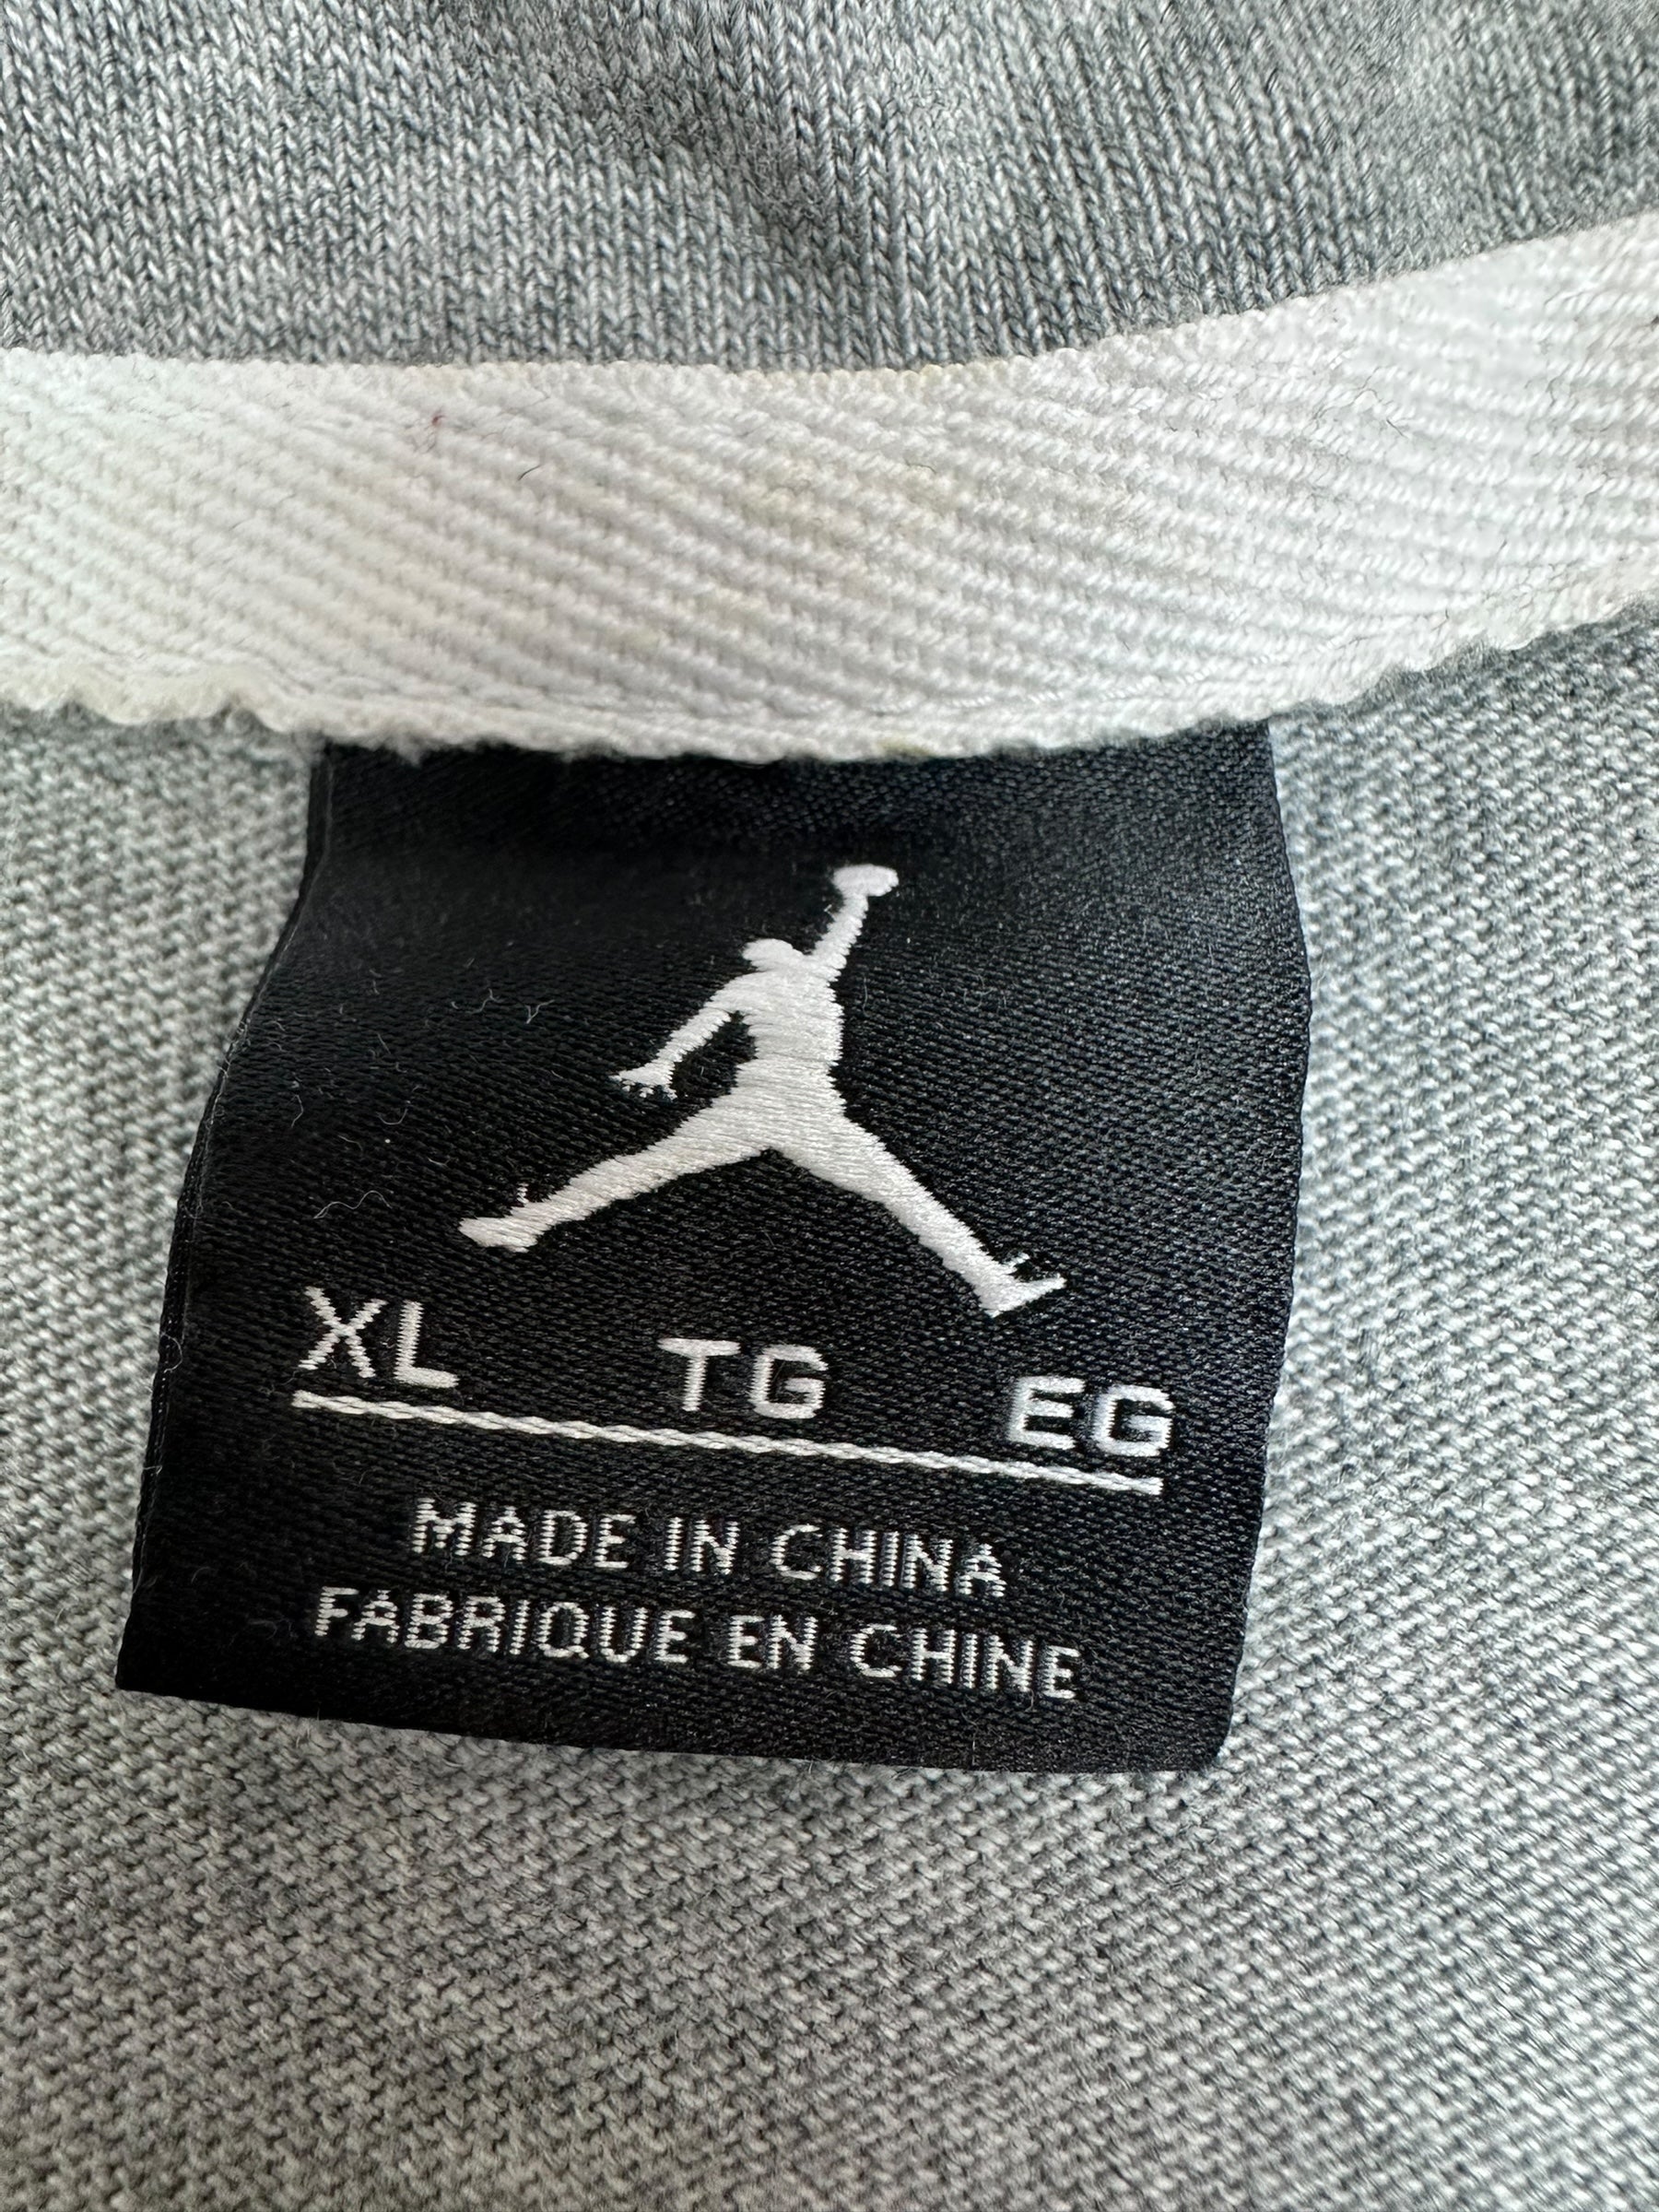 XL TG EG
MADE IN CHINA
FABRIQUE EN CHINE